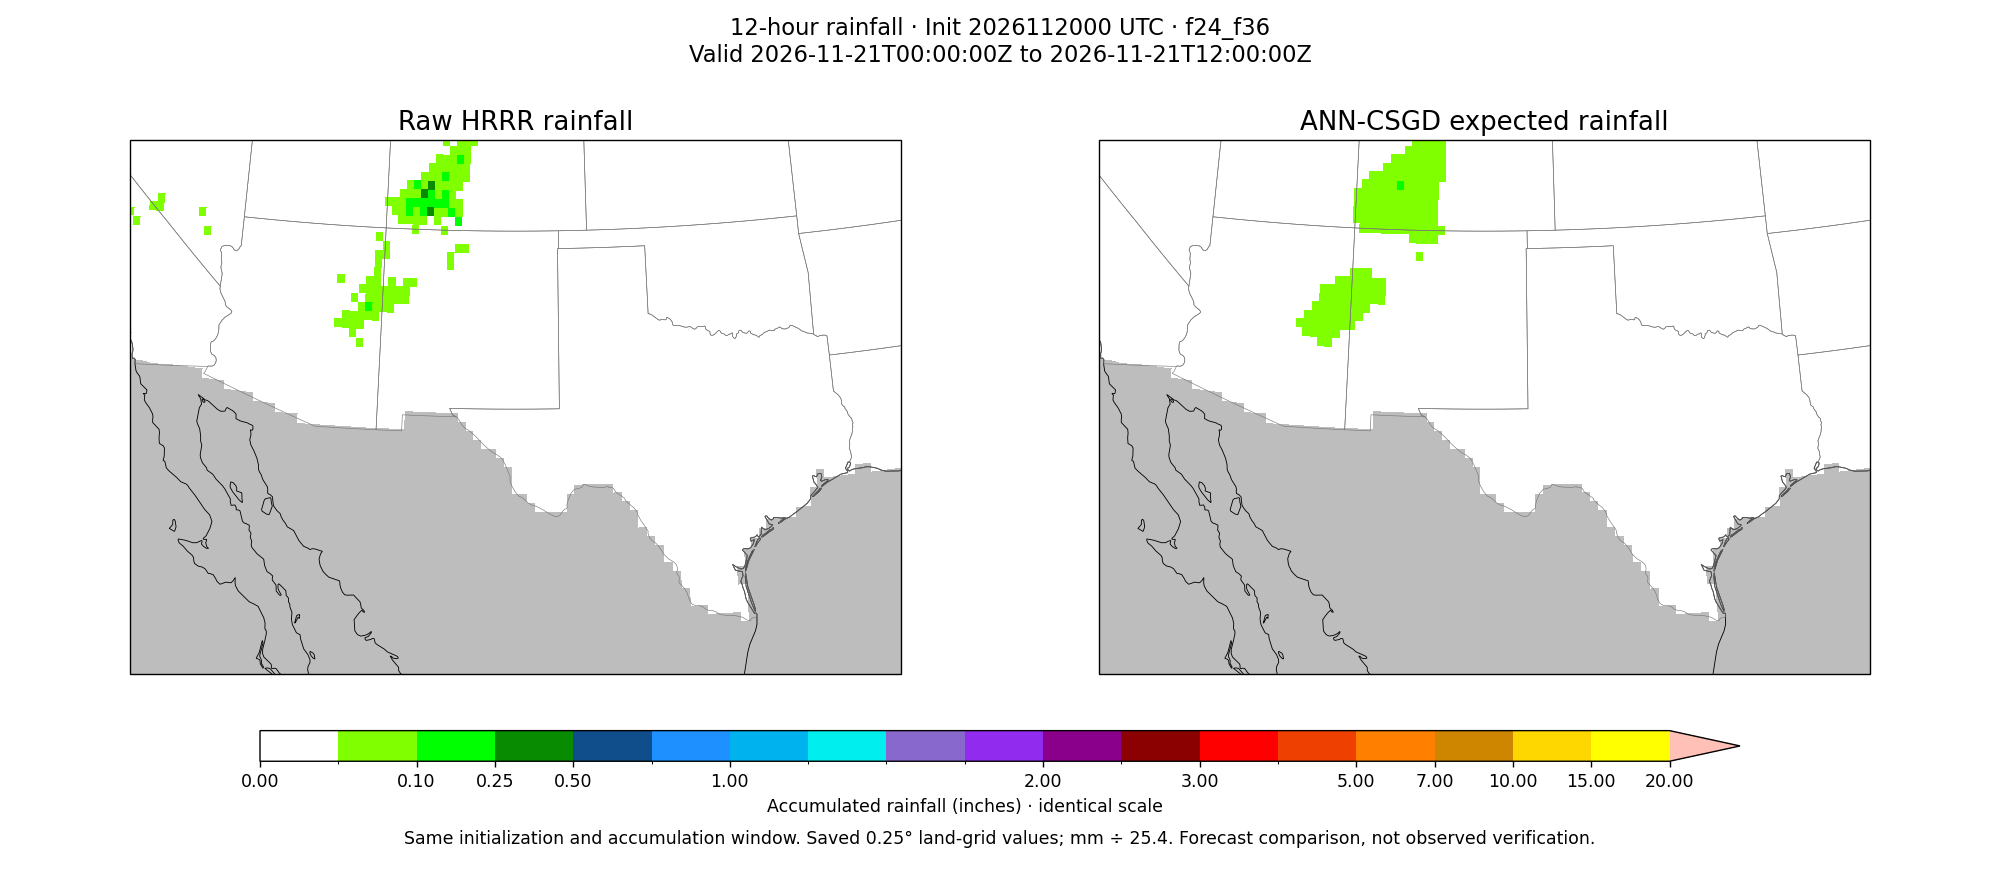 12-hour rainfall · Init 2026112000 UTC · f24_f36
Valid 2026-11-21T00:00:00Z to 2026-11-21T12:00:00Z
Raw HRRR rainfall
ANN-CSGD expected rainfall
0.00 0.10 0.25 0.50 1.00 2.00 3.00 5.00 7.00 10.00 15.00 20.00
Accumulated rainfall (inches) · identical scale
Same initialization and accumulation window. Saved 0.25° land-grid values; mm ÷ 25.4. Forecast comparison, not observed verification.